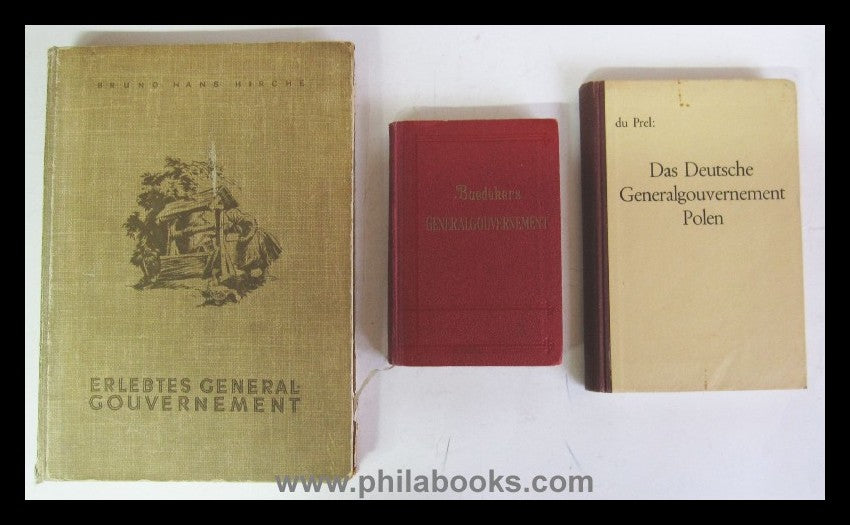 BRUNO HANS HIRCHE
ERLEBTES GENERAL-
GOUVERNEMENT
Baedekers
GENERALGOUVERNEMENT
du Prel:
Das Deutsche
Generalgouvernement
Polen
www.philabooks.com